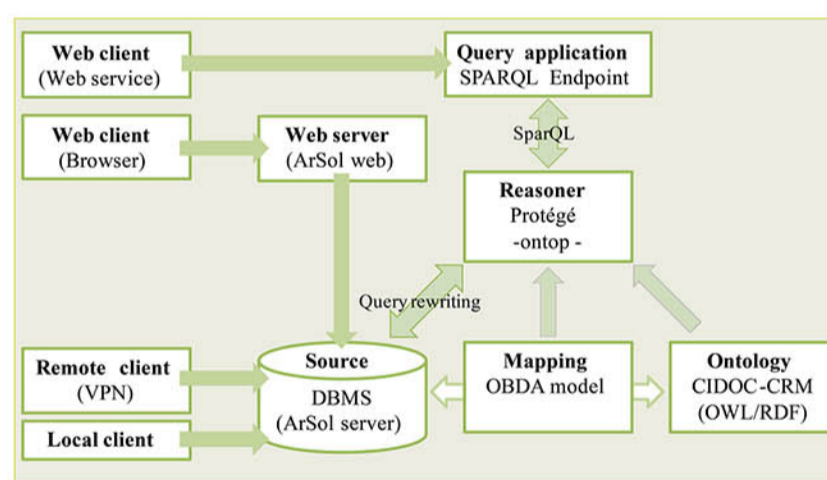 Web client
(Web service)
Query application
SPARQL Endpoint
Web client
(Browser)
Web server
(ArSol web)
SparQL
Reasoner
Protégé
-ontop -
Query rewriting
Remote client
(VPN)
Local client
Source
DBMS
(ArSol server)
Mapping
OBDA model
Ontology
CIDOC-CRM
(OWL/RDF)